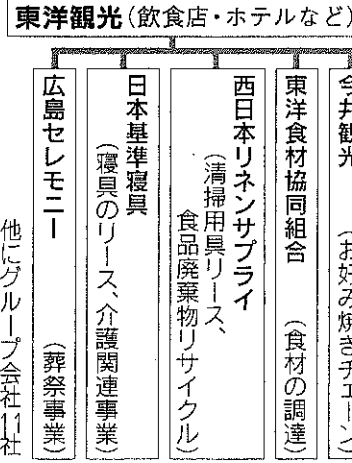 東洋観光(飲食店・ホテルなど)
今井観光(お好み焼きチェーン)
東洋食材協同組合(食材の調達)
西日本リネンサプライ
(清掃用具リース、
食品廃棄物リサイクル)
日本基準寝具
(寝具のリース、介護関連事業)
広島セレモニー(葬祭事業)
他にグループ会社11社